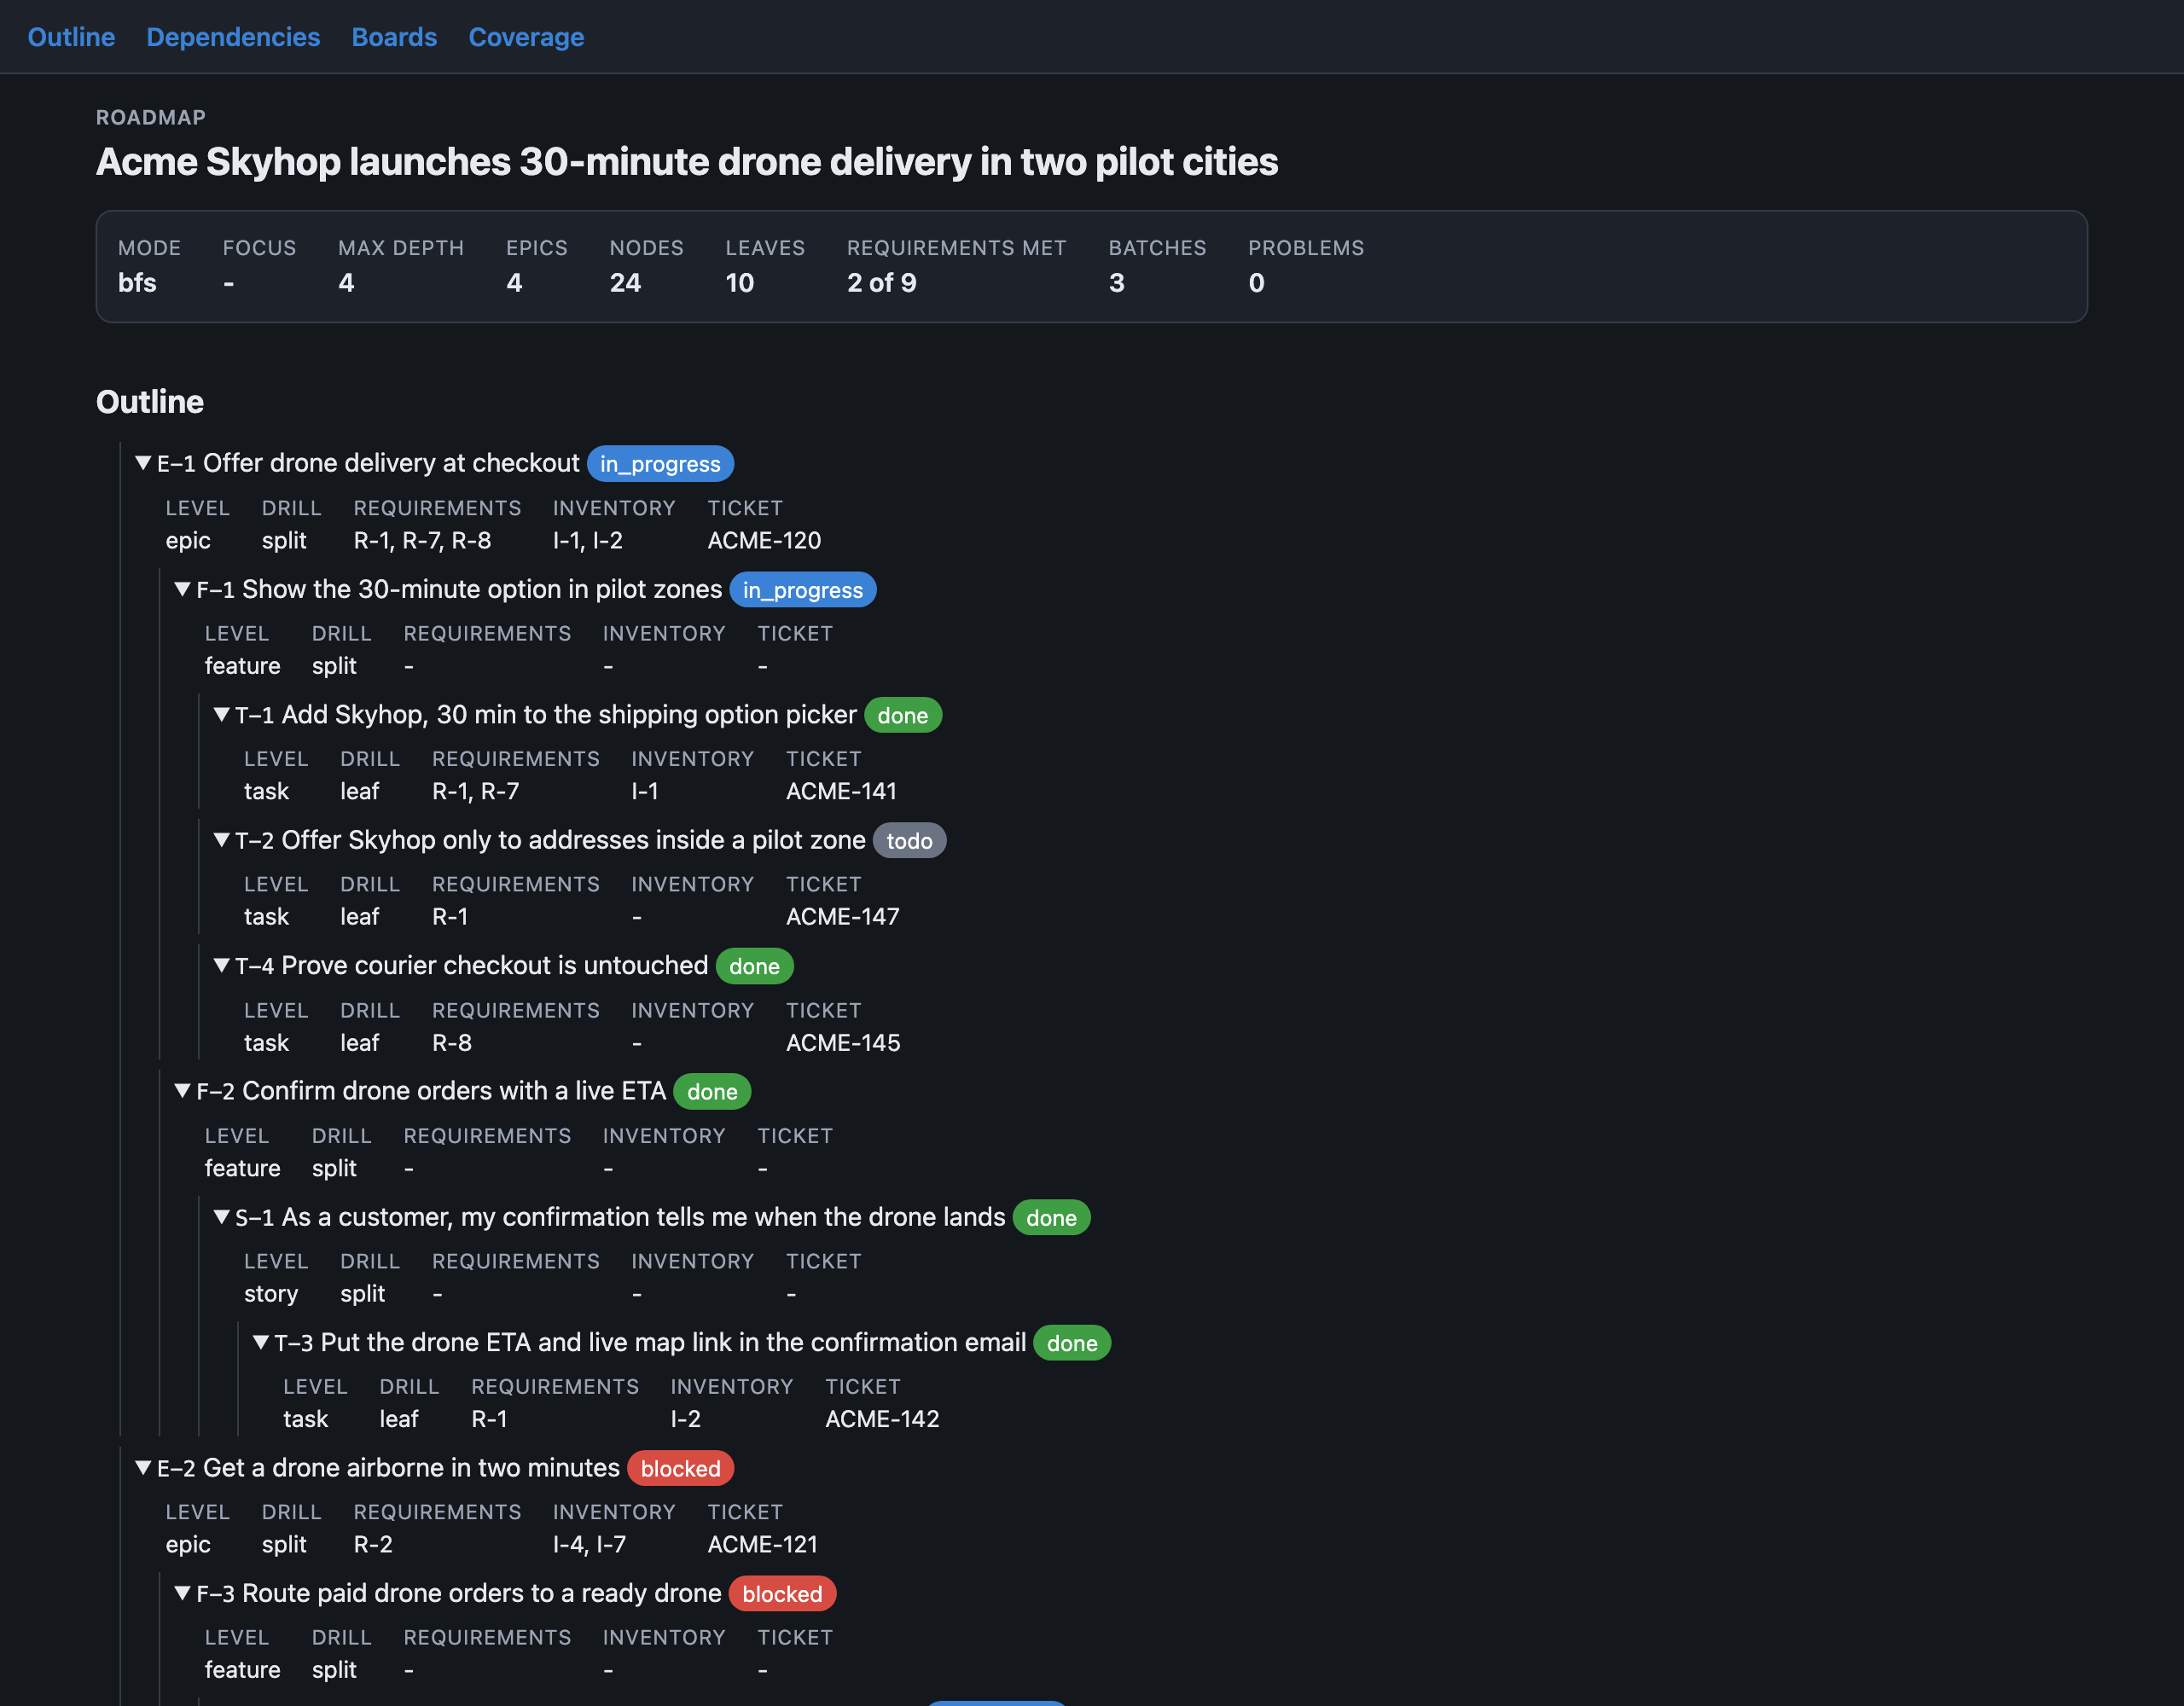 Outline Dependencies Boards Coverage
ROADMAP
Acme Skyhop launches 30-minute drone delivery in two pilot cities
MODE FOCUS MAX DEPTH EPICS NODES LEAVES REQUIREMENTS MET BATCHES PROBLEMS
bfs - 4 4 24 10 2 of 9 3 0
Outline
▼ E–1 Offer drone delivery at checkout in_progress
LEVEL DRILL REQUIREMENTS INVENTORY TICKET
epic split R-1, R-7, R-8 I-1, I-2 ACME-120
▼ F–1 Show the 30-minute option in pilot zones in_progress
LEVEL DRILL REQUIREMENTS INVENTORY TICKET
feature split - - -
▼ T–1 Add Skyhop, 30 min to the shipping option picker done
LEVEL DRILL REQUIREMENTS INVENTORY TICKET
task leaf R-1, R-7 I-1 ACME-141
▼ T–2 Offer Skyhop only to addresses inside a pilot zone todo
LEVEL DRILL REQUIREMENTS INVENTORY TICKET
task leaf R-1 - ACME-147
▼ T–4 Prove courier checkout is untouched done
LEVEL DRILL REQUIREMENTS INVENTORY TICKET
task leaf R-8 - ACME-145
▼ F–2 Confirm drone orders with a live ETA done
LEVEL DRILL REQUIREMENTS INVENTORY TICKET
feature split - - -
▼ S–1 As a customer, my confirmation tells me when the drone lands done
LEVEL DRILL REQUIREMENTS INVENTORY TICKET
story split - - -
▼ T–3 Put the drone ETA and live map link in the confirmation email done
LEVEL DRILL REQUIREMENTS INVENTORY TICKET
task leaf R-1 I-2 ACME-142
▼ E–2 Get a drone airborne in two minutes blocked
LEVEL DRILL REQUIREMENTS INVENTORY TICKET
epic split R-2 I-4, I-7 ACME-121
▼ F–3 Route paid drone orders to a ready drone blocked
LEVEL DRILL REQUIREMENTS INVENTORY TICKET
feature split - - -